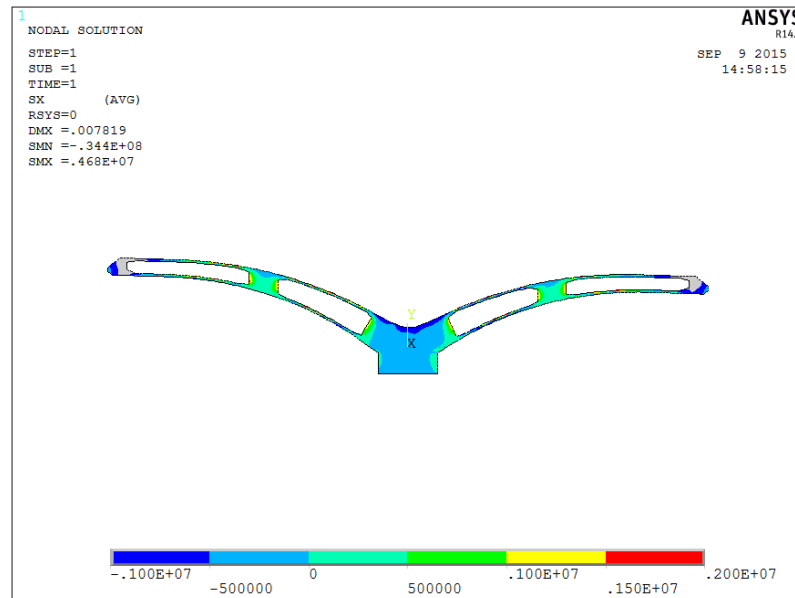 1
NODAL SOLUTION
STEP=1
SUB =1
TIME=1
SX (AVG)
RSYS=0
DMX =.007819
SMN =-.344E+08
SMX =.468E+07
ANSYS
R14.
SEP 9 2015
14:58:15
Y
X
-.100E+07 0 .100E+07 .200E+07
-500000 500000 .150E+07